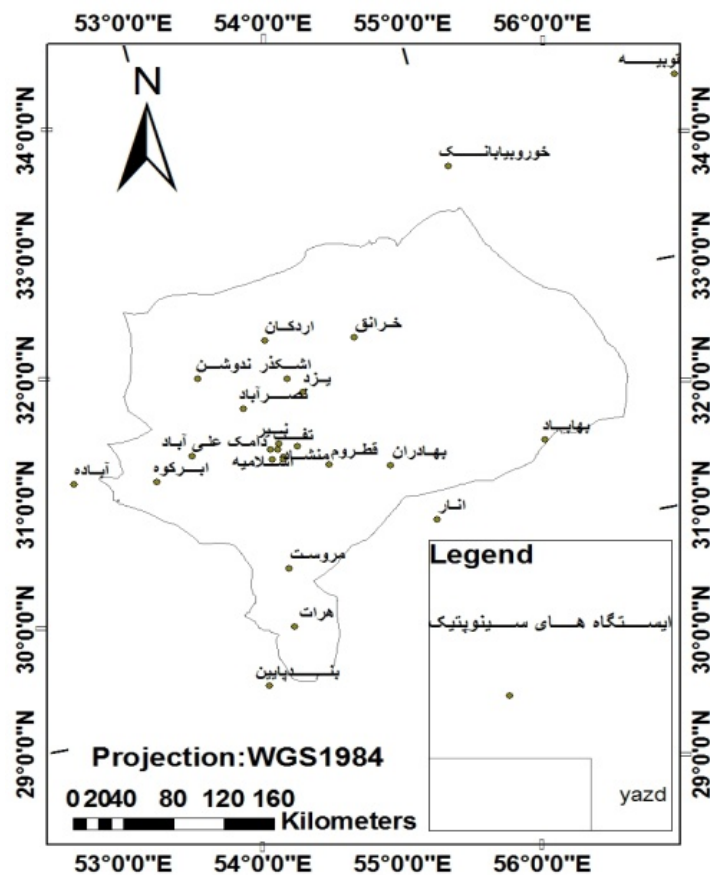 53°0'0"E 54°0'0"E 55°0'0"E 56°0'0"E
N
توبیه
34°0'0"N 34°0'0"N
خوروبیابانک
33°0'0"N 33°0'0"N
اردکان
خرانق
32°0'0"N 32°0'0"N
ندوشن
اشکذر
یزد
نصرآباد
بهاباد
نیر
تفت
علی آباد
دامک
اسلامیه
منشاد
قطروم
بهادران
آباده
ابرکوه
31°0'0"N 31°0'0"N
انار
مروست
هرات
30°0'0"N 30°0'0"N
بندپایین
29°0'0"N 29°0'0"N
Legend
ایستگاه های سینوپتیک
yazd
Projection:WGS1984
0 20 40 80 120 160
Kilometers
53°0'0"E 54°0'0"E 55°0'0"E 56°0'0"E